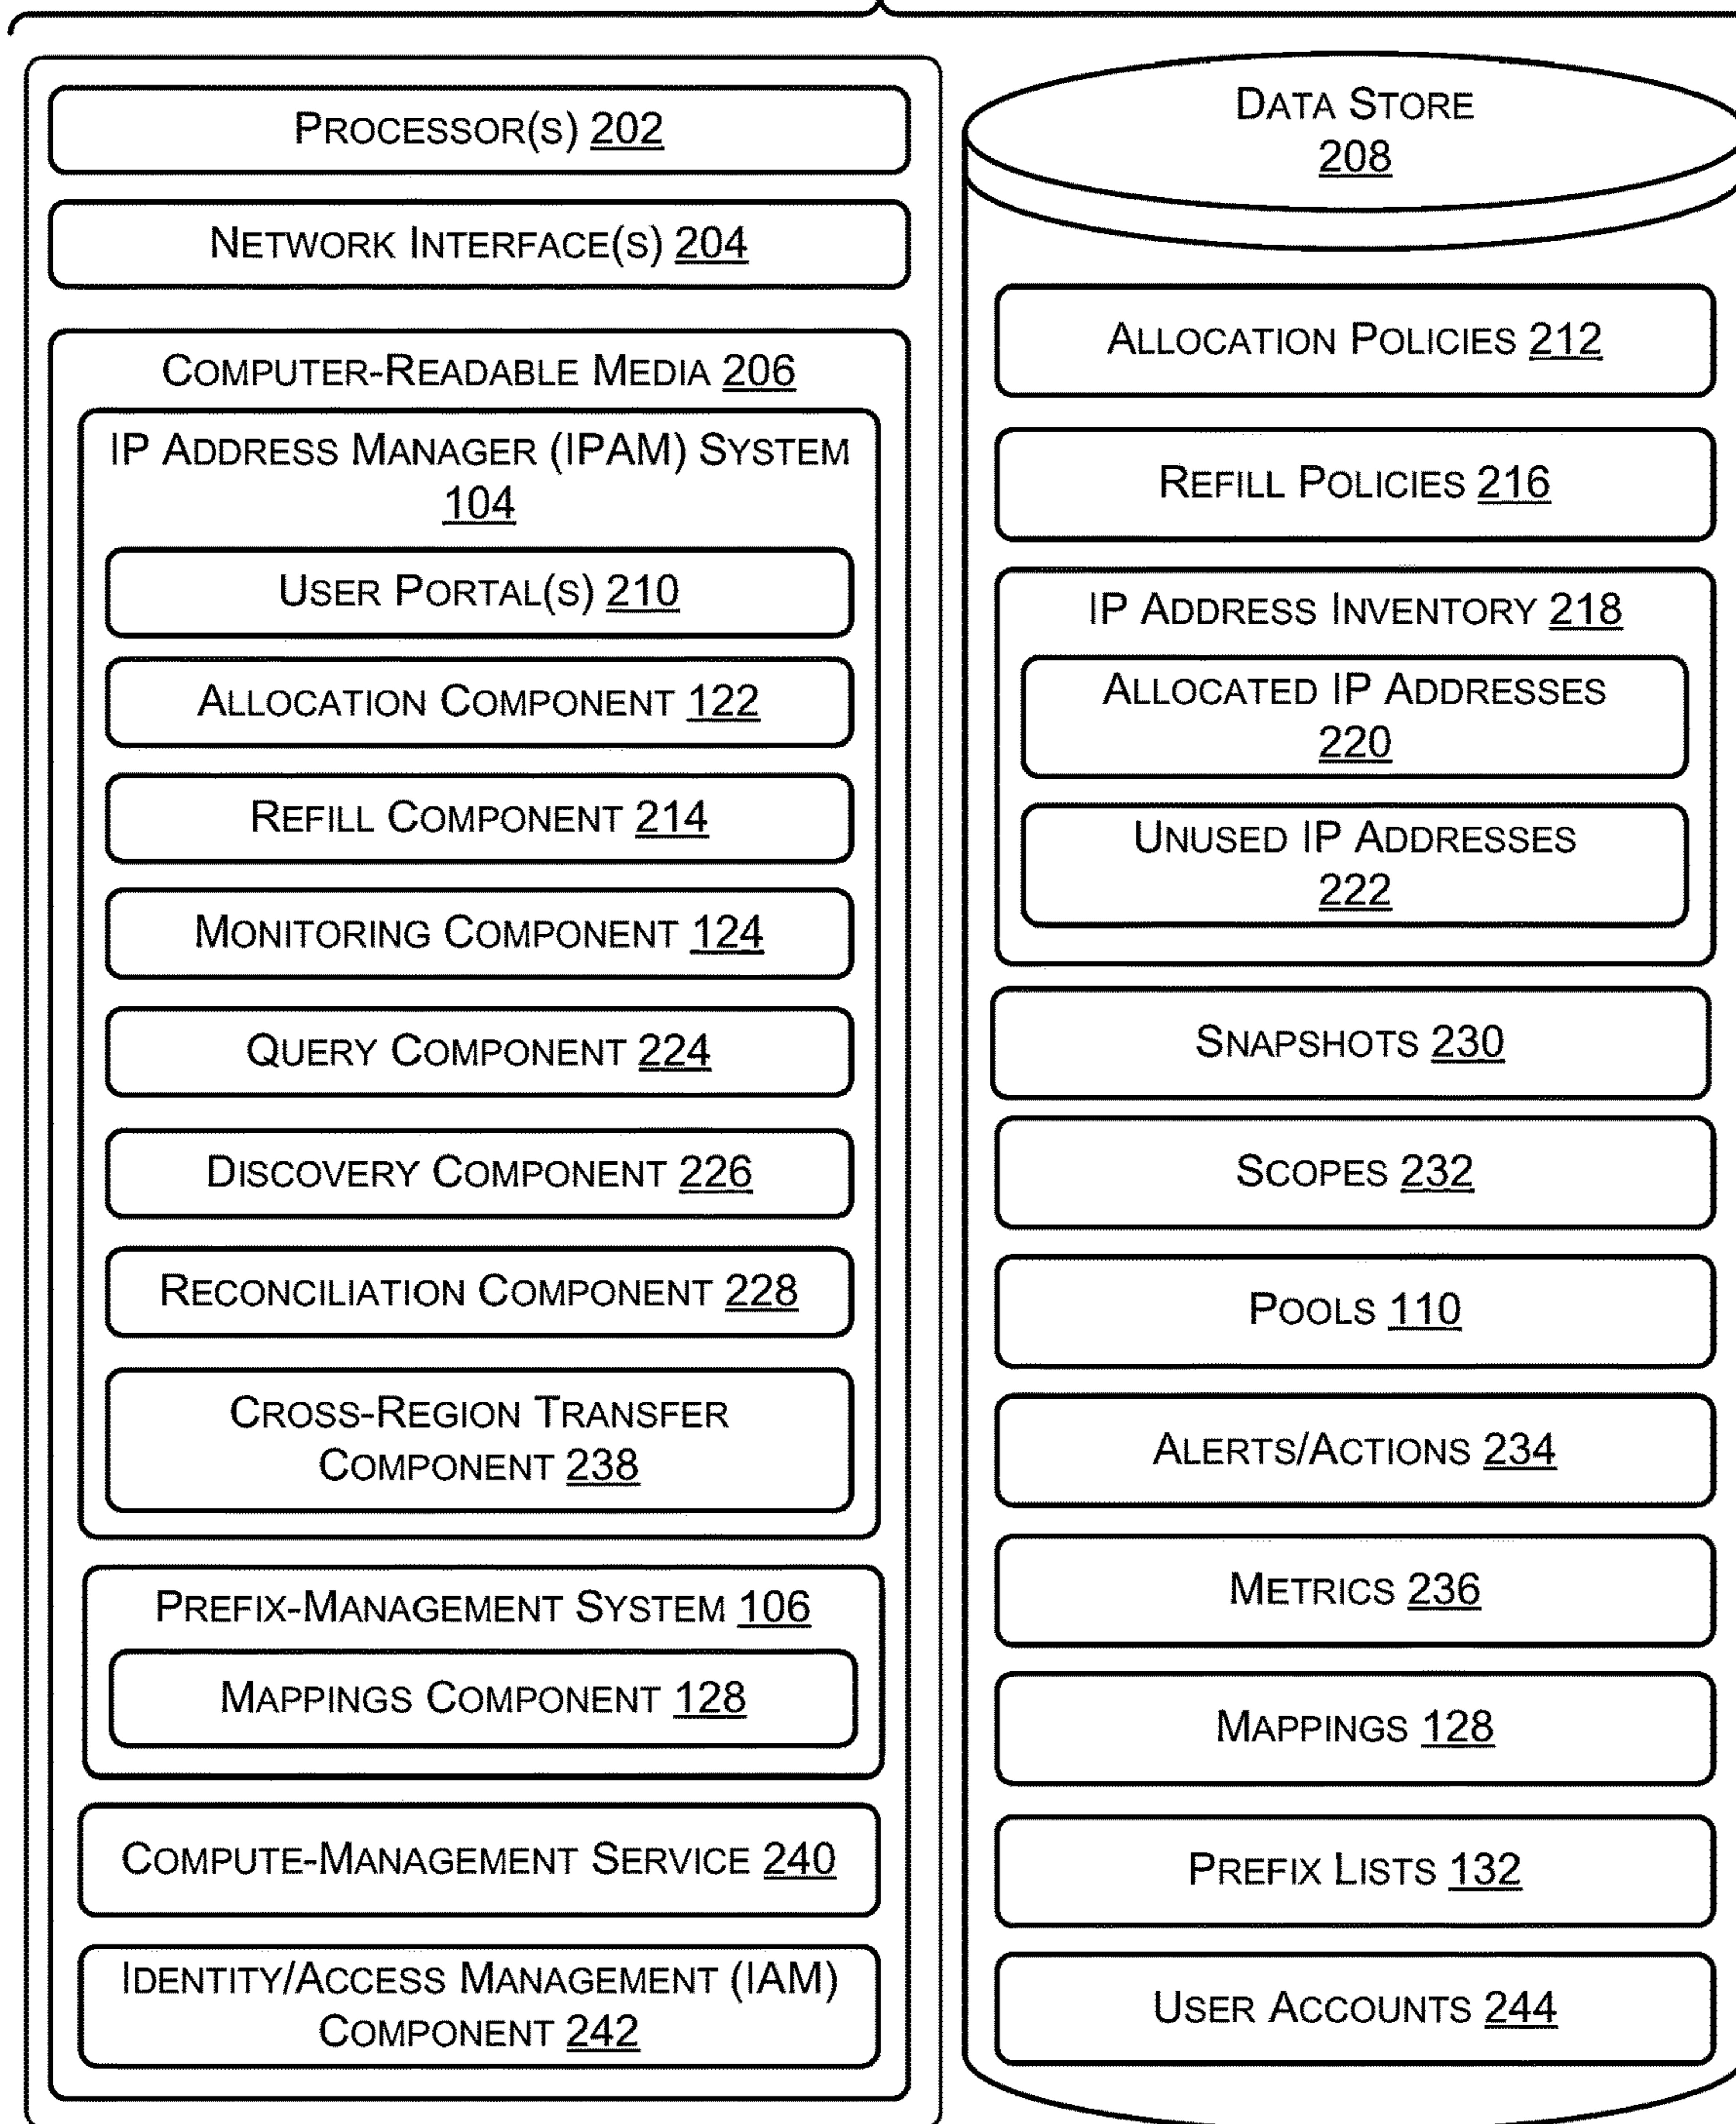 PROCESSOR(S) 202
NETWORK INTERFACE(S) 204
COMPUTER-READABLE MEDIA 206
IP ADDRESS MANAGER (IPAM) SYSTEM
104
USER PORTAL(S) 210
ALLOCATION COMPONENT 122
REFILL COMPONENT 214
MONITORING COMPONENT 124
QUERY COMPONENT 224
DISCOVERY COMPONENT 226
RECONCILIATION COMPONENT 228
CROSS-REGION TRANSFER
COMPONENT 238
PREFIX-MANAGEMENT SYSTEM 106
MAPPINGS COMPONENT 128
COMPUTE-MANAGEMENT SERVICE 240
IDENTITY/ACCESS MANAGEMENT (IAM)
COMPONENT 242
DATA STORE
208
ALLOCATION POLICIES 212
REFILL POLICIES 216
IP ADDRESS INVENTORY 218
ALLOCATED IP ADDRESSES
220
UNUSED IP ADDRESSES
222
SNAPSHOTS 230
SCOPES 232
POOLS 110
ALERTS/ACTIONS 234
METRICS 236
MAPPINGS 128
PREFIX LISTS 132
USER ACCOUNTS 244